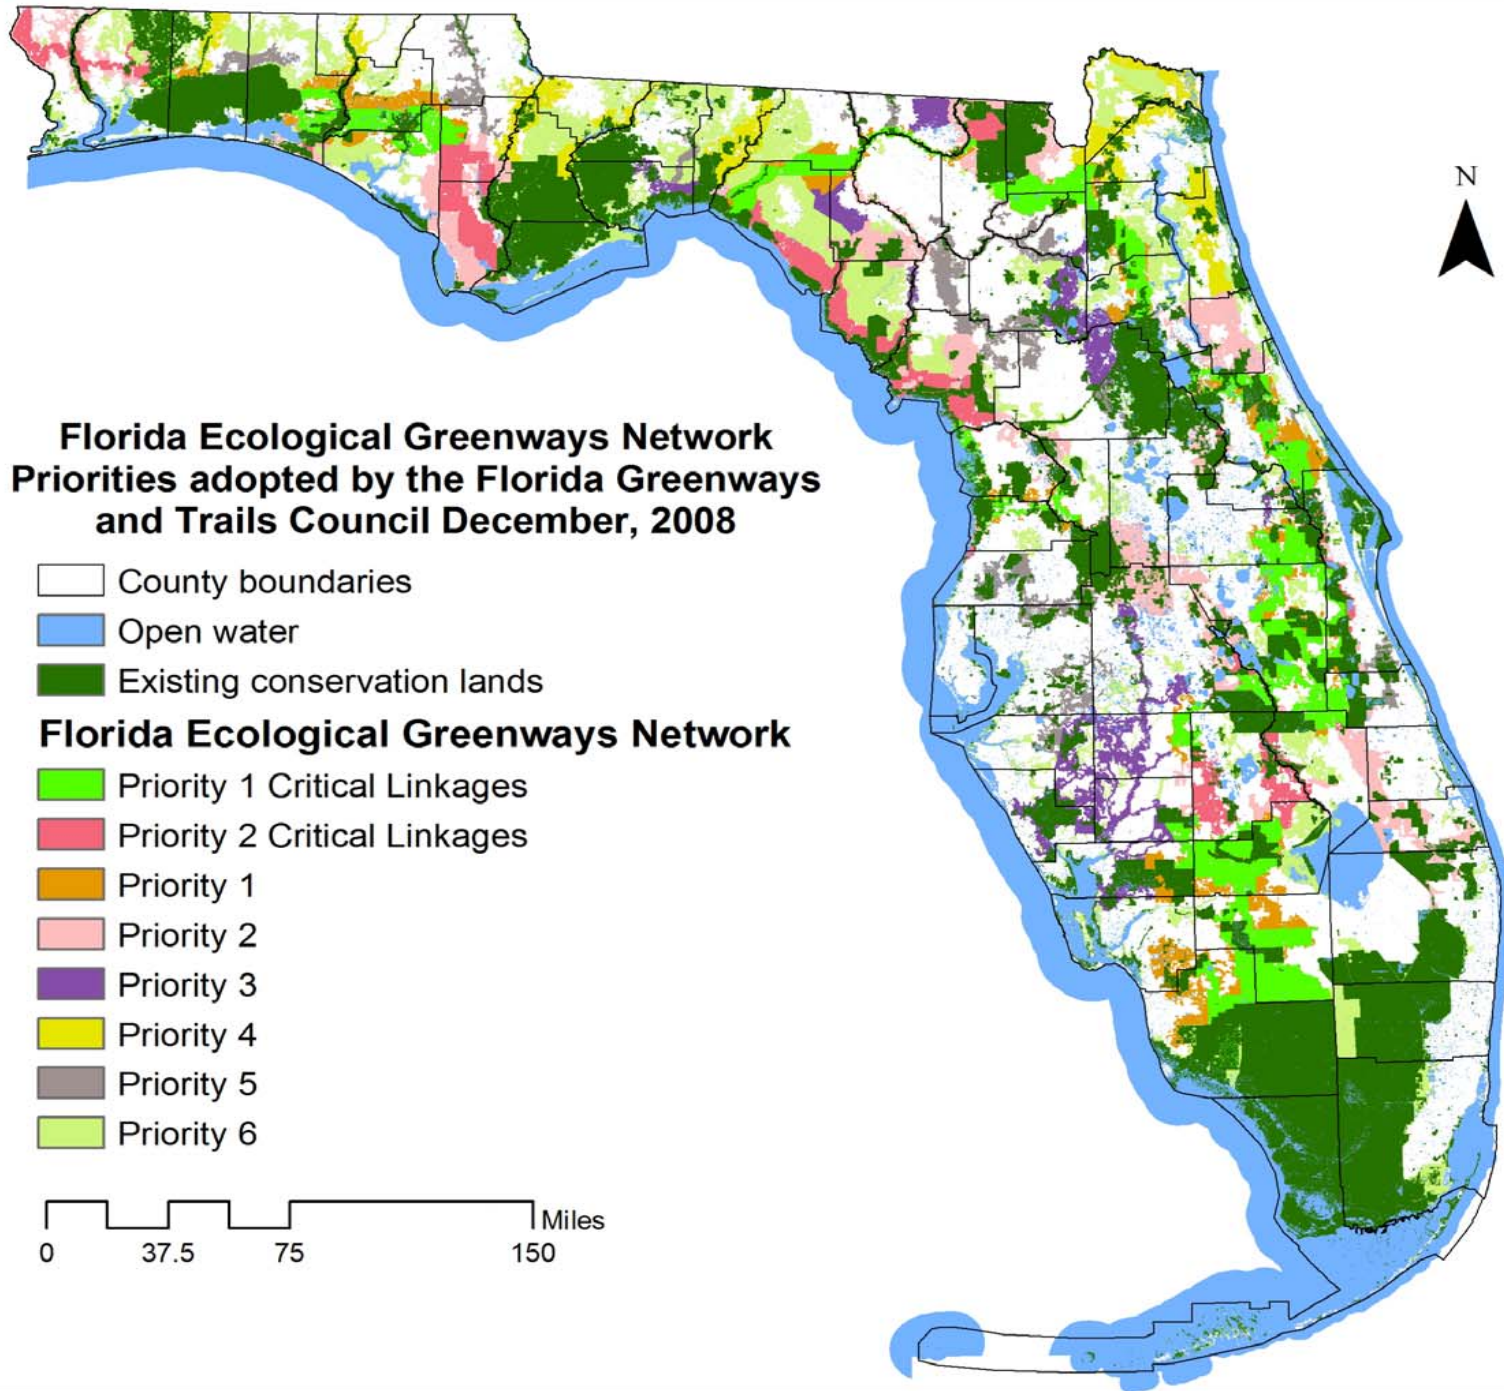 N
Florida Ecological Greenways Network
Priorities adopted by the Florida Greenways
and Trails Council December, 2008
County boundaries
Open water
Existing conservation lands
Florida Ecological Greenways Network
Priority 1 Critical Linkages
Priority 2 Critical Linkages
Priority 1
Priority 2
Priority 3
Priority 4
Priority 5
Priority 6
Miles
0 37.5 75 150